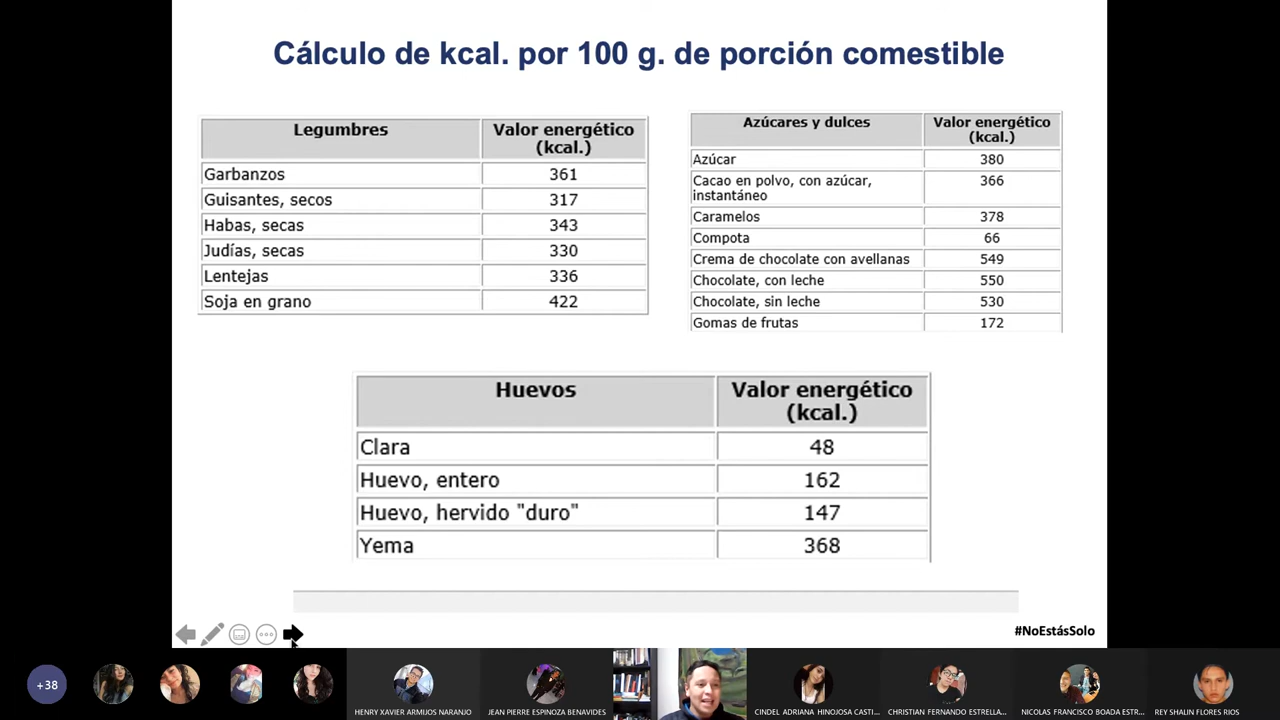 Cálculo de kcal. por 100 g. de porción comestible
Legumbres Valor energético
(kcal.)
Garbanzos 361
Guisantes, secos 317
Habas, secas 343
Judías, secas 330
Lentejas 336
Soja en grano 422
Azúcares y dulces Valor energético
(kcal.)
Azúcar 380
Cacao en polvo, con azúcar, 366
instantáneo
Caramelos 378
Compota 66
Crema de chocolate con avellanas 549
Chocolate, con leche 550
Chocolate, sin leche 530
Gomas de frutas 172
Huevos Valor energético
(kcal.)
Clara 48
Huevo, entero 162
Huevo, hervido "duro" 147
Yema 368
#NoEstásSolo
+38
HENRY XAVIER ARMIJOS NARANJO
JEAN PIERRE ESPINOZA BENAVIDES
CINDEL ADRIANA HINOJOSA CASTI...
CHRISTIAN FERNANDO ESTRELLA...
NICOLAS FRANCISCO BOADA ESTR...
REY SHALIN FLORES RIOS